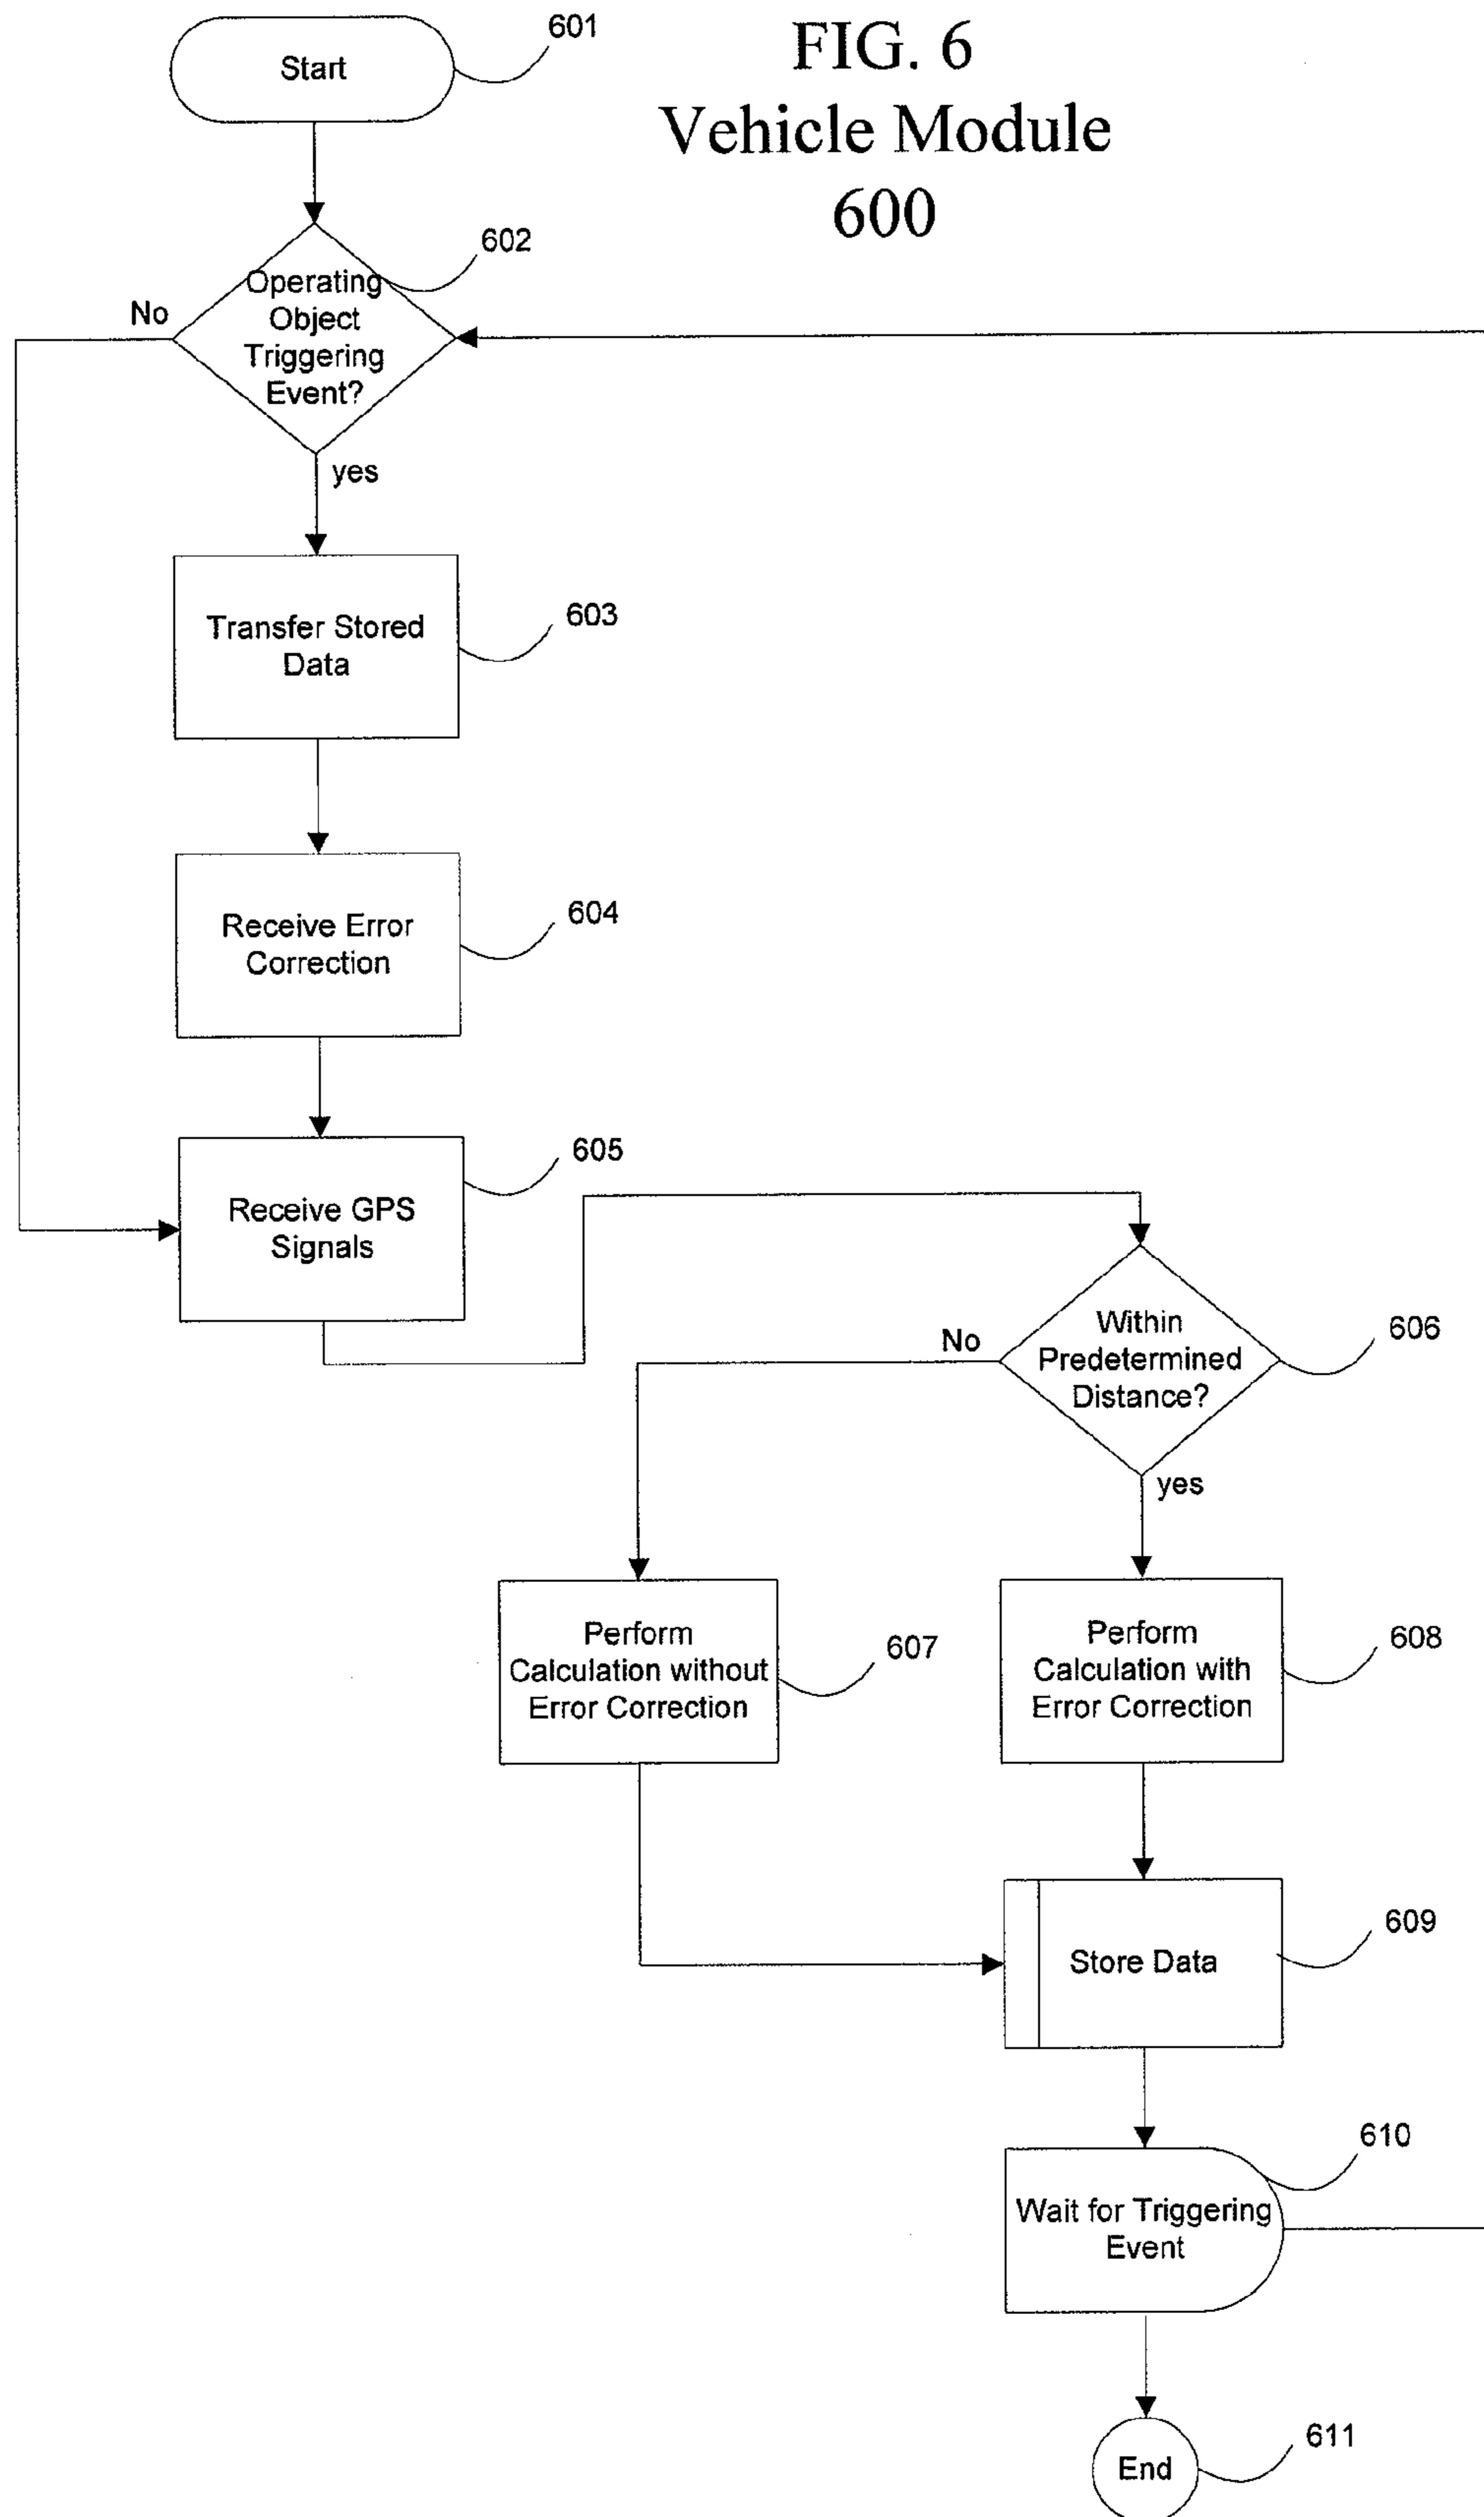 FIG. 6
Vehicle Module
600
Start
601
Operating
Object
Triggering
Event?
602
No
yes
Transfer Stored
Data
603
Receive Error
Correction
604
Receive GPS
Signals
605
Within
Predetermined
Distance?
606
No
yes
Perform
Calculation without
Error Correction
607
Perform
Calculation with
Error Correction
608
Store Data
609
Wait for Triggering
Event
610
End
611